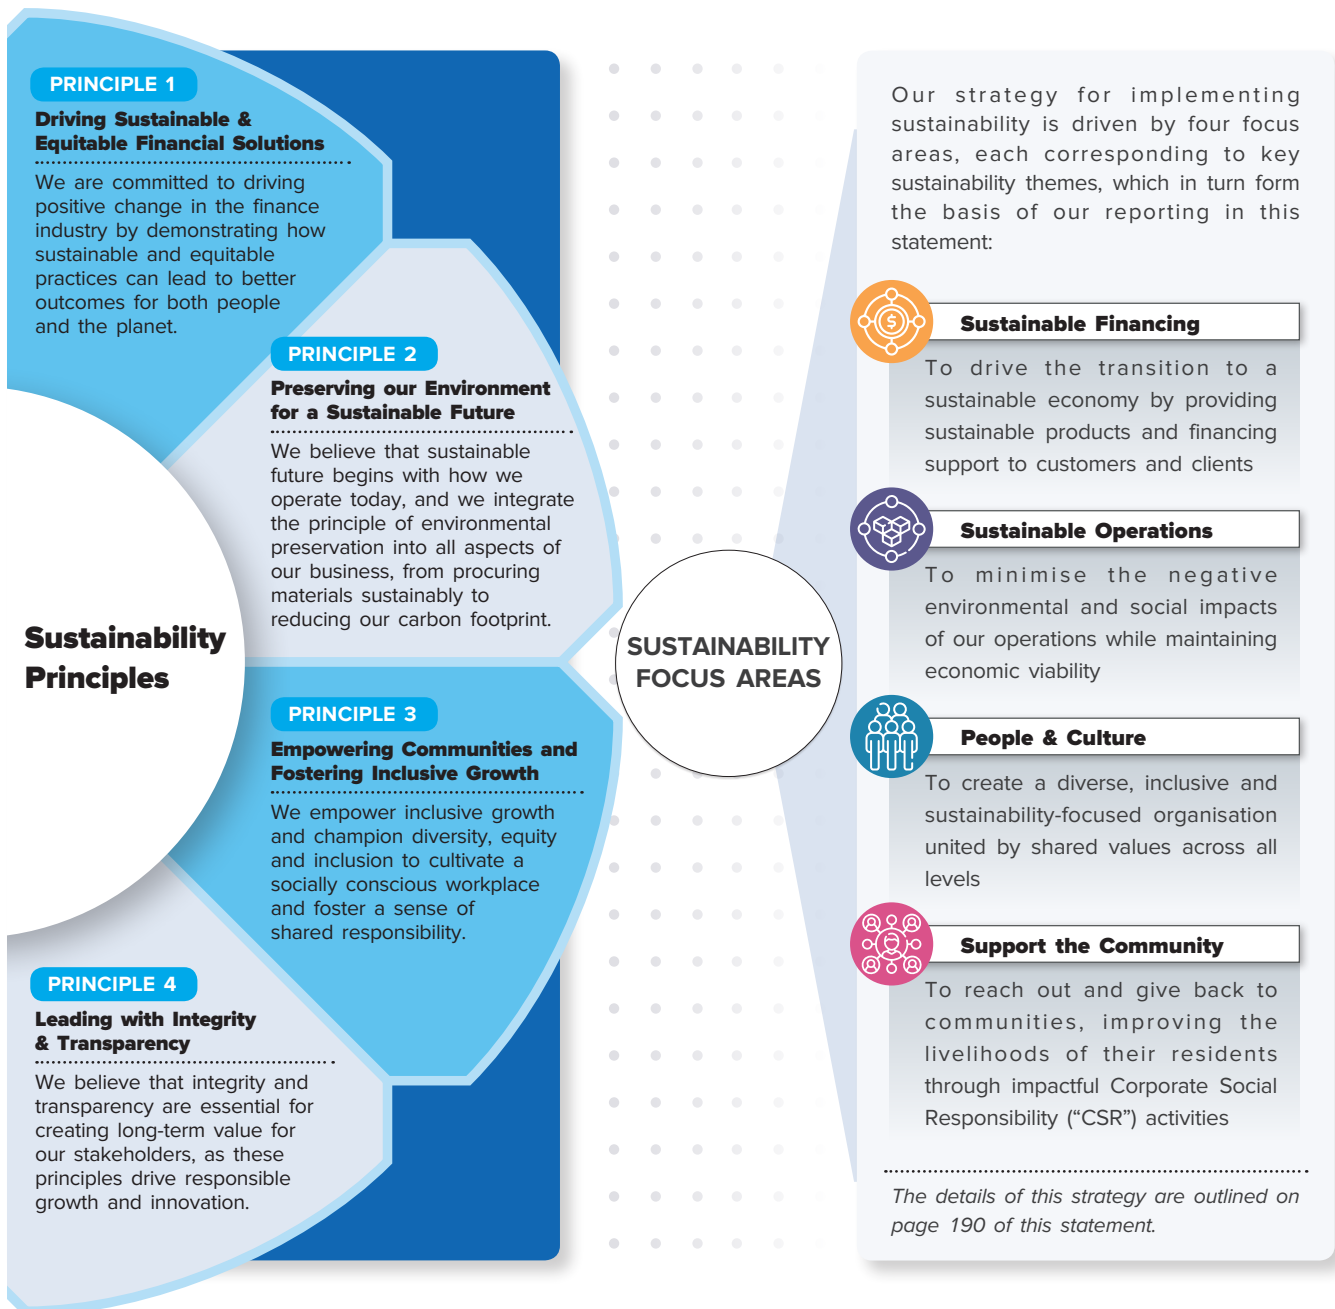 PRINCIPLE 1
Driving Sustainable &
Equitable Financial Solutions
We are committed to driving
positive change in the finance
industry by demonstrating how
sustainable and equitable
practices can lead to better
outcomes for both people
and the planet.
PRINCIPLE 2
Preserving our Environment
for a Sustainable Future
We believe that sustainable
future begins with how we
operate today, and we integrate
the principle of environmental
preservation into all aspects of
our business, from procuring
materials sustainably to
reducing our carbon footprint.
Sustainability
Principles
PRINCIPLE 3
Empowering Communities and
Fostering Inclusive Growth
We empower inclusive growth
and champion diversity, equity
and inclusion to cultivate a
socially conscious workplace
and foster a sense of
shared responsibility.
PRINCIPLE 4
Leading with Integrity
& Transparency
We believe that integrity and
transparency are essential for
creating long-term value for
our stakeholders, as these
principles drive responsible
growth and innovation.
SUSTAINABILITY
FOCUS AREAS
Our strategy for implementing
sustainability is driven by four focus
areas, each corresponding to key
sustainability themes, which in turn form
the basis of our reporting in this
statement:
$
Sustainable Financing
To drive the transition to a
sustainable economy by providing
sustainable products and financing
support to customers and clients
Sustainable Operations
To minimise the negative
environmental and social impacts
of our operations while maintaining
economic viability
People & Culture
To create a diverse, inclusive and
sustainability-focused organisation
united by shared values across all
levels
Support the Community
To reach out and give back to
communities, improving the
livelihoods of their residents
through impactful Corporate Social
Responsibility (“CSR”) activities
The details of this strategy are outlined on
page 190 of this statement.